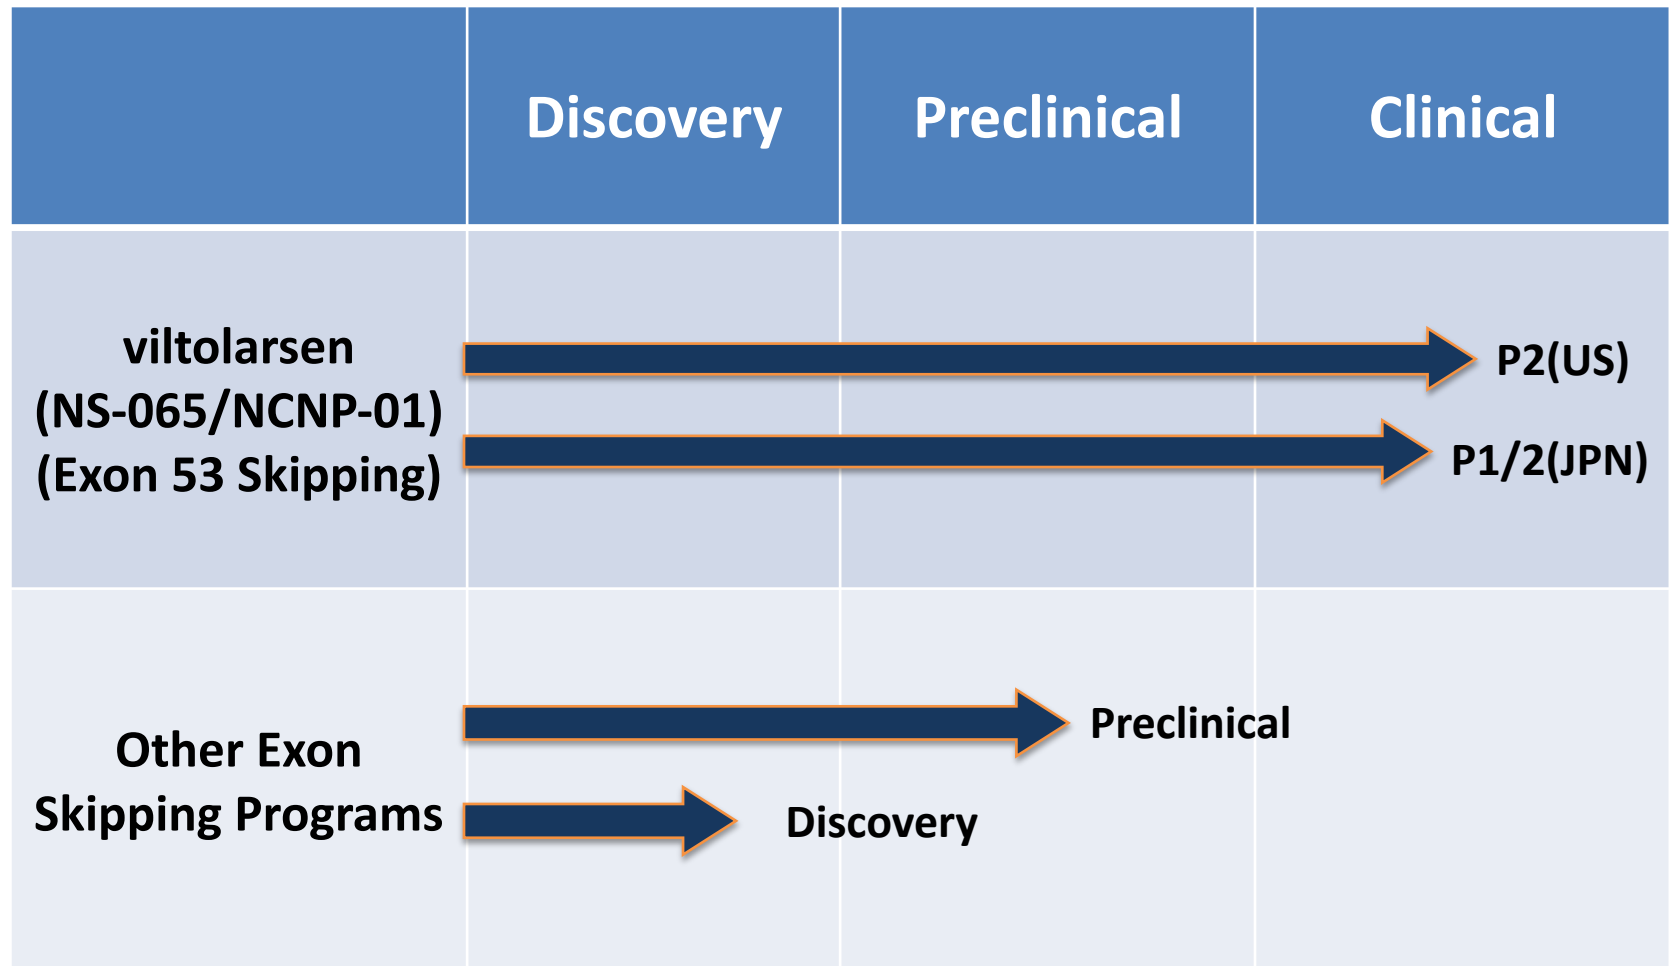 Discovery Preclinical Clinical
viltolarsen
(NS-065/NCNP-01)
(Exon 53 Skipping)
P2(US)
P1/2(JPN)
Other Exon
Skipping Programs
Preclinical
Discovery